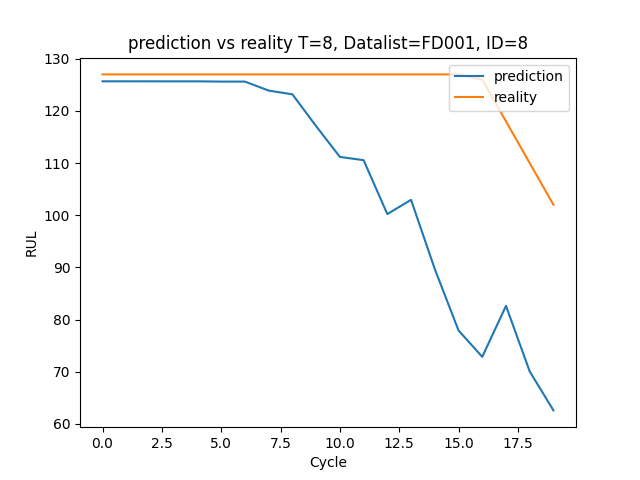 prediction vs reality T=8, Datalist=FD001, ID=8
prediction
reality
130
120
110
100
90
80
70
60
RUL
0.0 2.5 5.0 7.5 10.0 12.5 15.0 17.5
Cycle